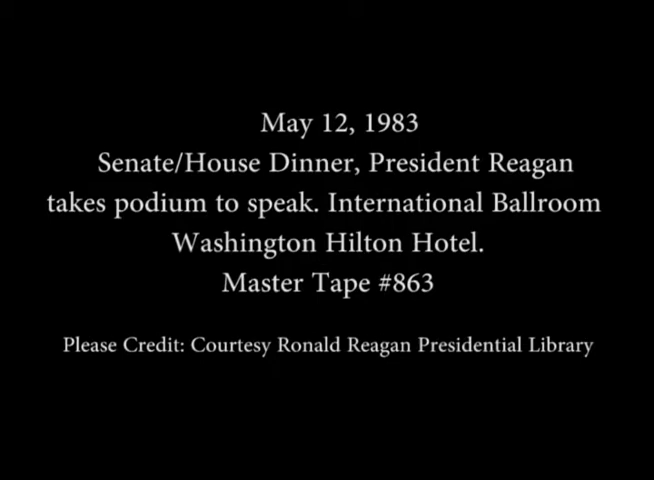 May 12, 1983
Senate/House Dinner, President Reagan
takes podium to speak. International Ballroom
Washington Hilton Hotel.
Master Tape #863
Please Credit: Courtesy Ronald Reagan Presidential Library